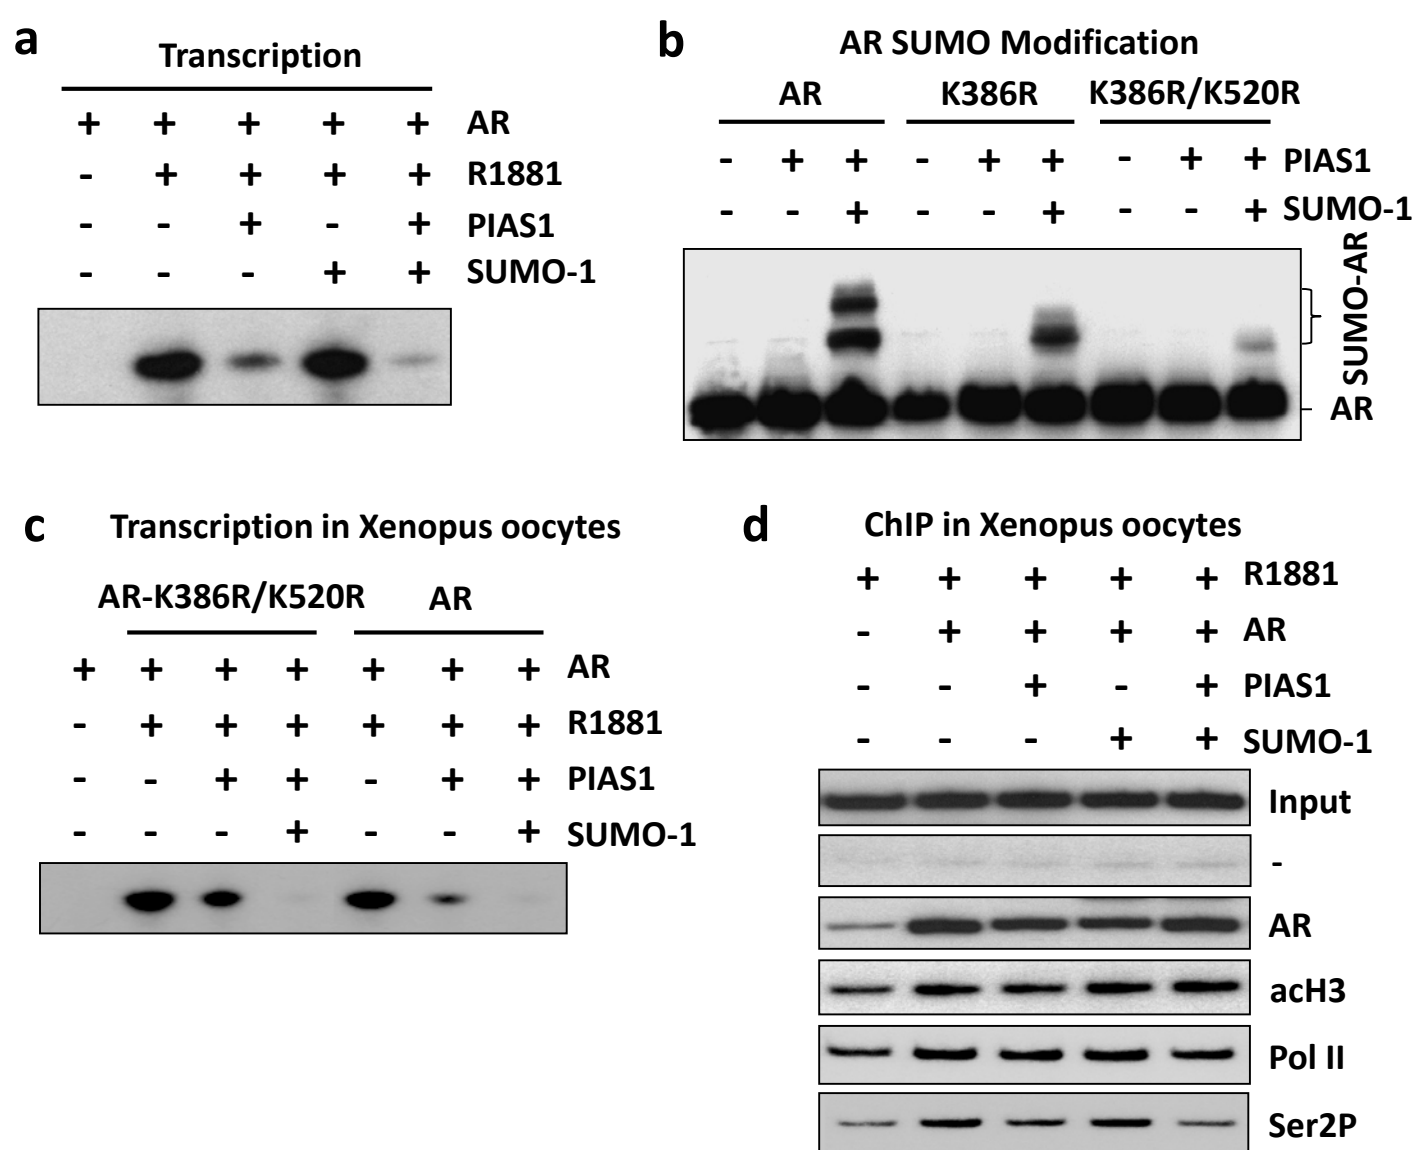 a
Transcription
+ + + + + AR
- + + + + R1881
- - + - + PIAS1
- - - + + SUMO-1
b
AR SUMO Modification
AR K386R K386R/K520R
- + + - + + - + + PIAS1
- - + - - + - - + SUMO-1
SUMO-AR
AR
c
Transcription in Xenopus oocytes
AR-K386R/K520R AR
+ + + + + + + AR
- + + + + + + R1881
- - + + - + + PIAS1
- - - + - - + SUMO-1
d
ChIP in Xenopus oocytes
+ + + + + R1881
- + + + + AR
- - + - + PIAS1
- - - + + SUMO-1
Input
-
AR
acH3
Pol II
Ser2P